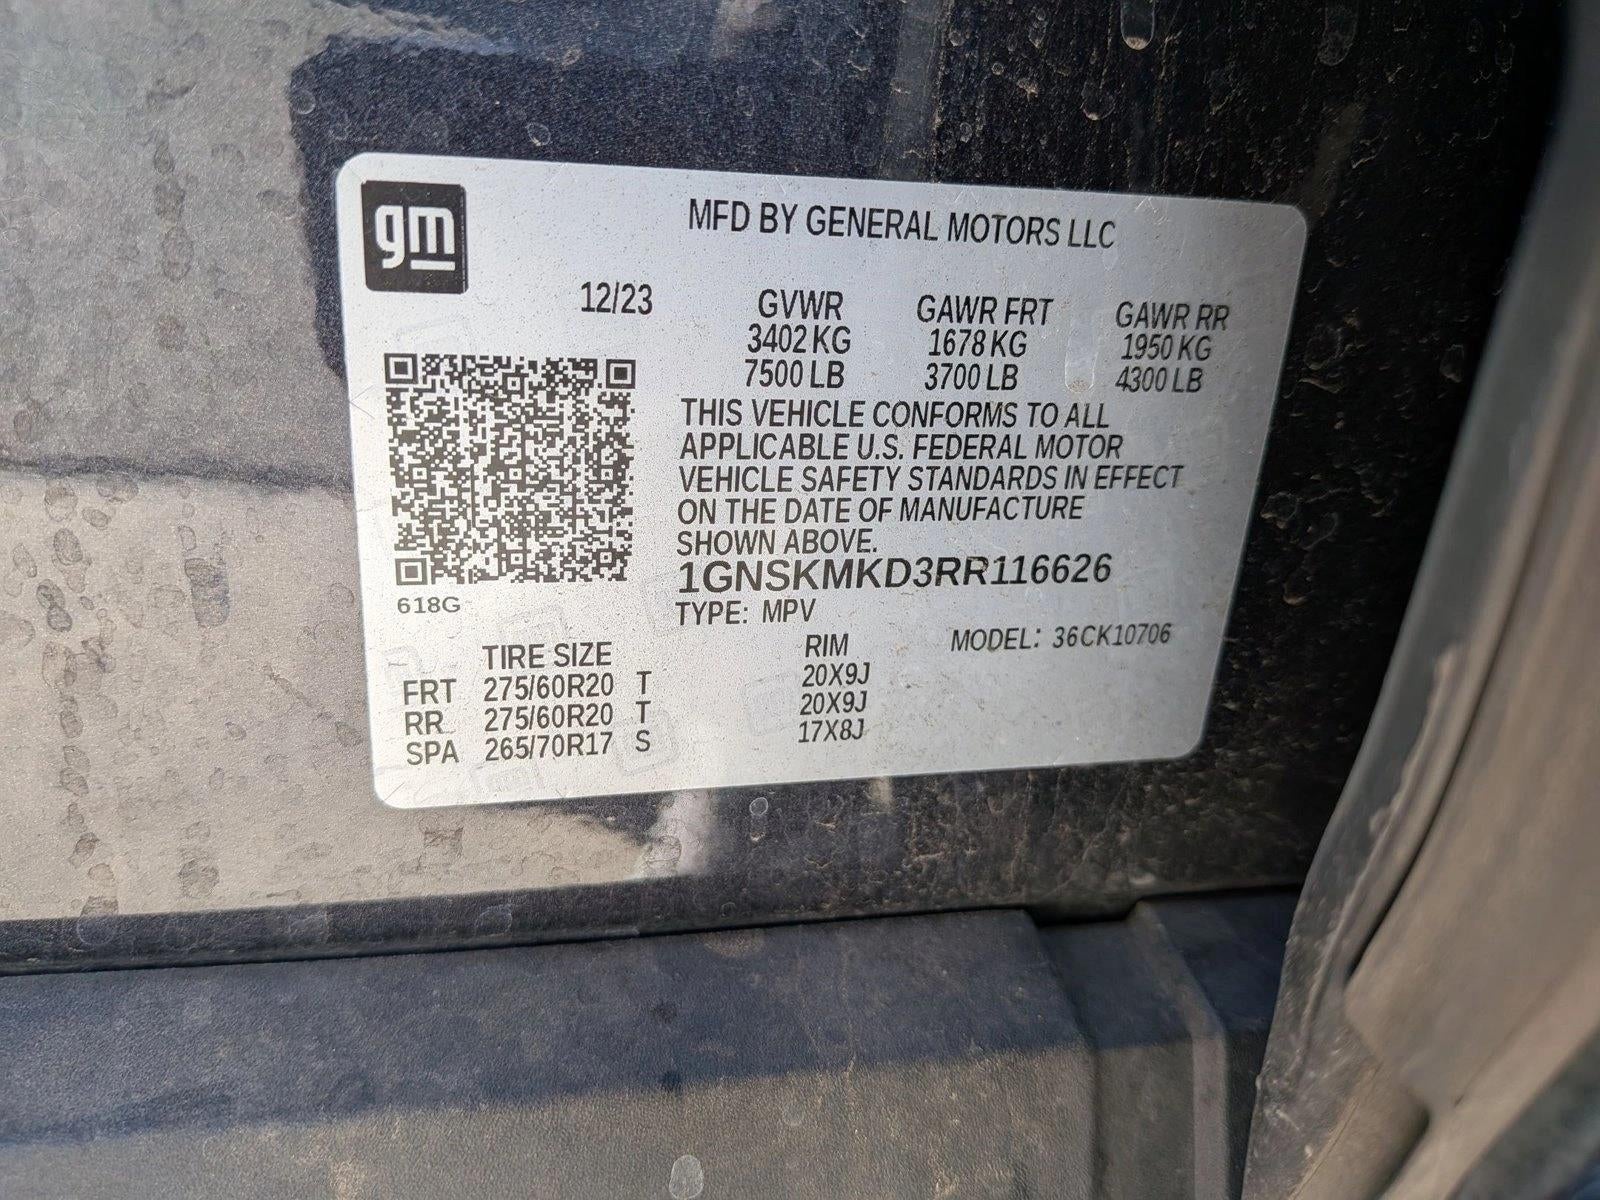 gm
MFD BY GENERAL MOTORS LLC
12/23 GVWR GAWR FRT GAWR RR
3402 KG 1678 KG 1950 KG
7500 LB 3700 LB 4300 LB
THIS VEHICLE CONFORMS TO ALL
APPLICABLE U.S. FEDERAL MOTOR
VEHICLE SAFETY STANDARDS IN EFFECT
ON THE DATE OF MANUFACTURE
SHOWN ABOVE.
1GNSKMKD3RR116626
618G
TYPE: MPV
MODEL: 36CK10706
TIRE SIZE RIM
FRT 275/60R20 T 20X9J
RR 275/60R20 T 20X9J
SPA 265/70R17 S 17X8J